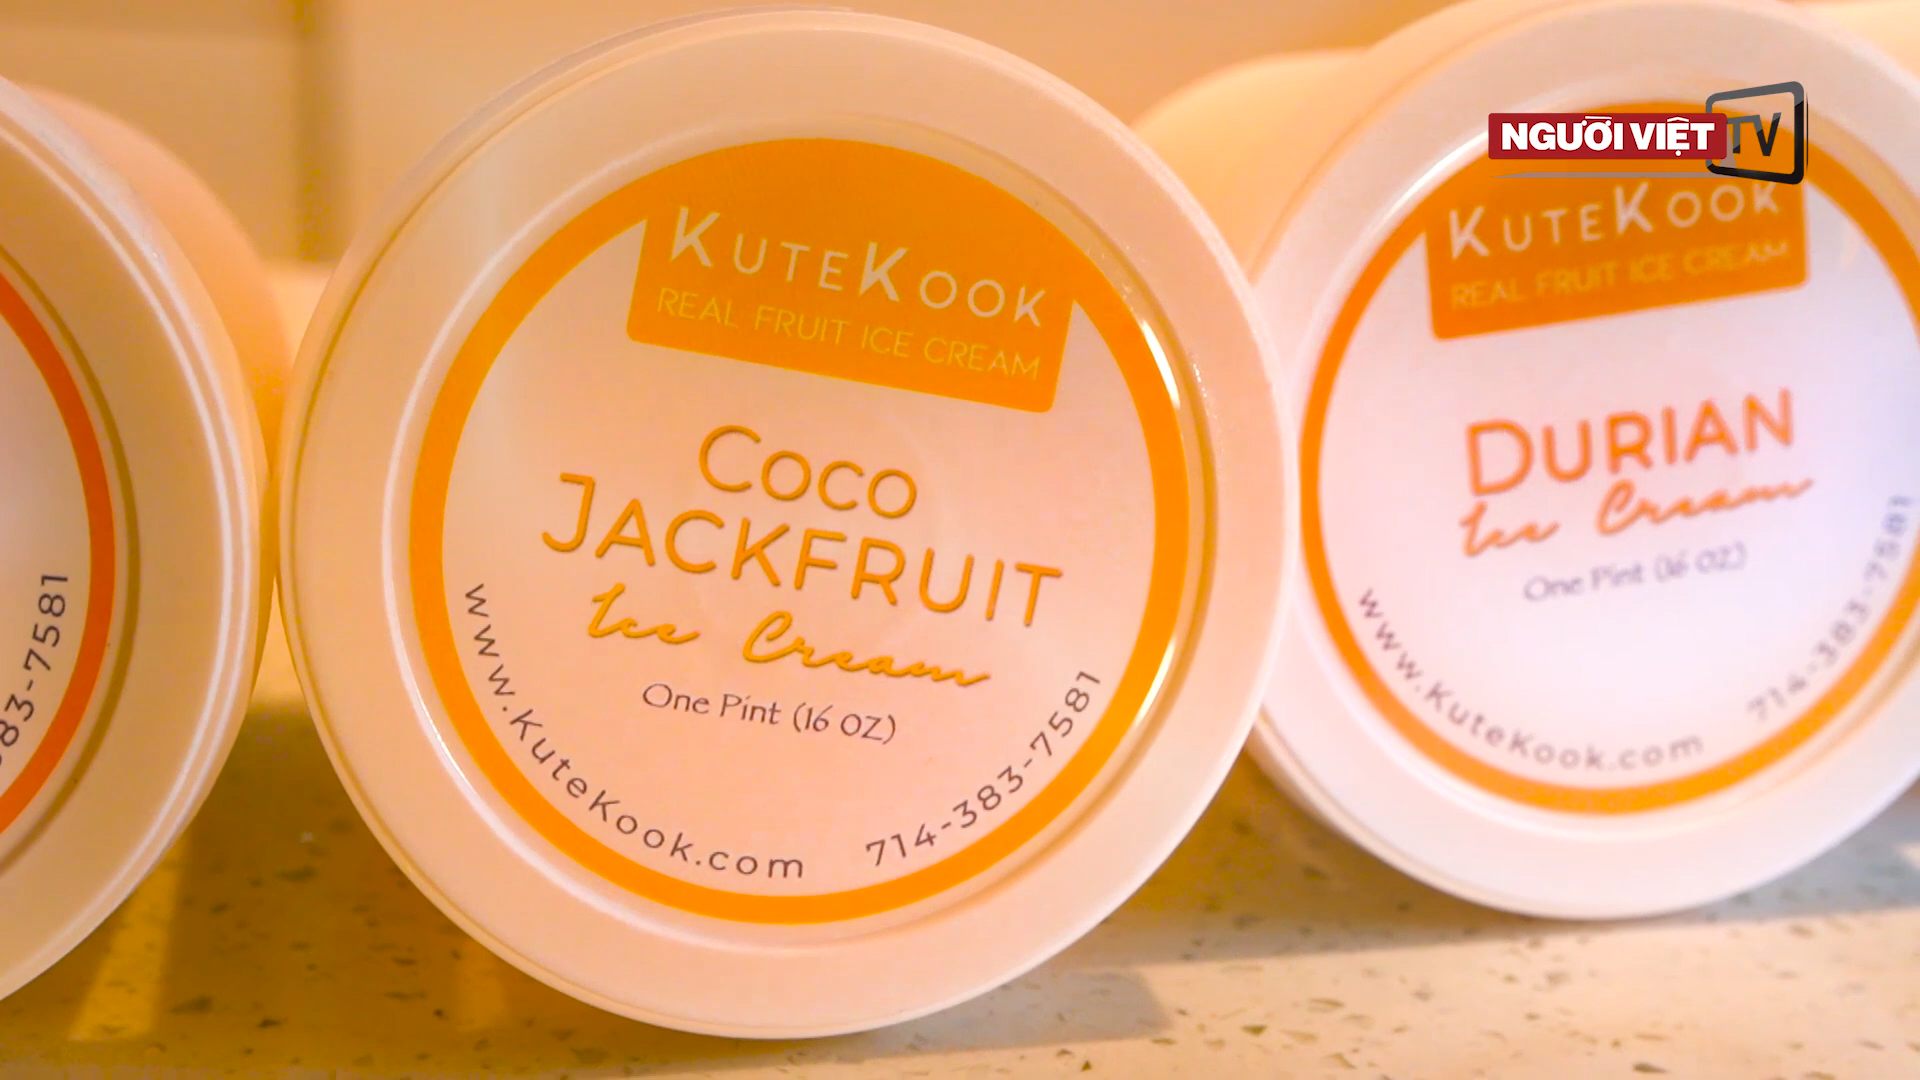 NGƯỜI VIỆT TV
KUTEKOOK
REAL FRUIT ICE CREAM
COCO
JACKFRUIT
Ice Cream
One Pint (16 OZ)
www.KuteKook.com
714-383-7581
KUTEKOOK
REAL FRUIT ICE CREAM
DURIAN
Ice Cream
One Pint (16 OZ)
www.KuteKook.com
714-383-7581
83-7581